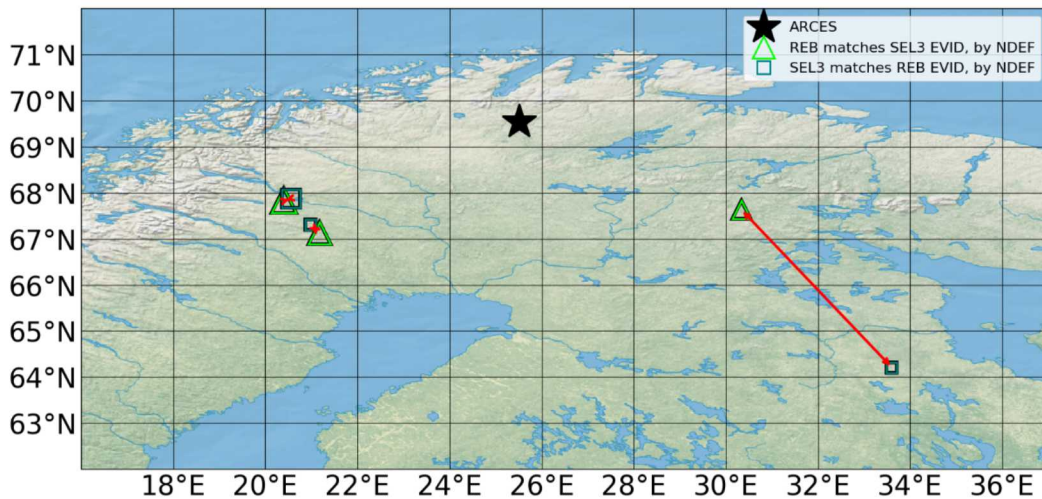 ARCES
REB matches SEL3 EVID, by NDEF
SEL3 matches REB EVID, by NDEF
71°N
70°N
69°N
68°N
67°N
66°N
65°N
64°N
63°N
18°E 20°E 22°E 24°E 26°E 28°E 30°E 32°E 34°E 36°E